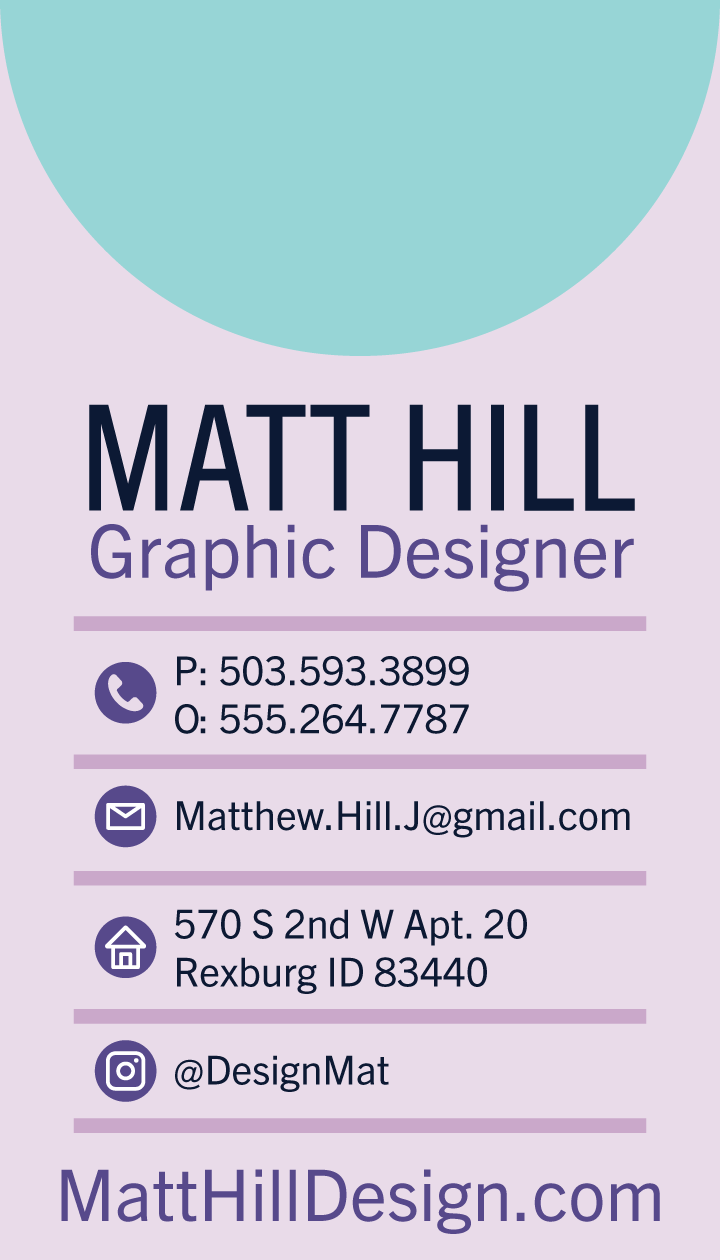 MATT HILL
Graphic Designer
P: 503.593.3899
O: 555.264.7787
Matthew.Hill.J@gmail.com
570 S 2nd W Apt. 20
Rexburg ID 83440
@DesignMat
MattHillDesign.com